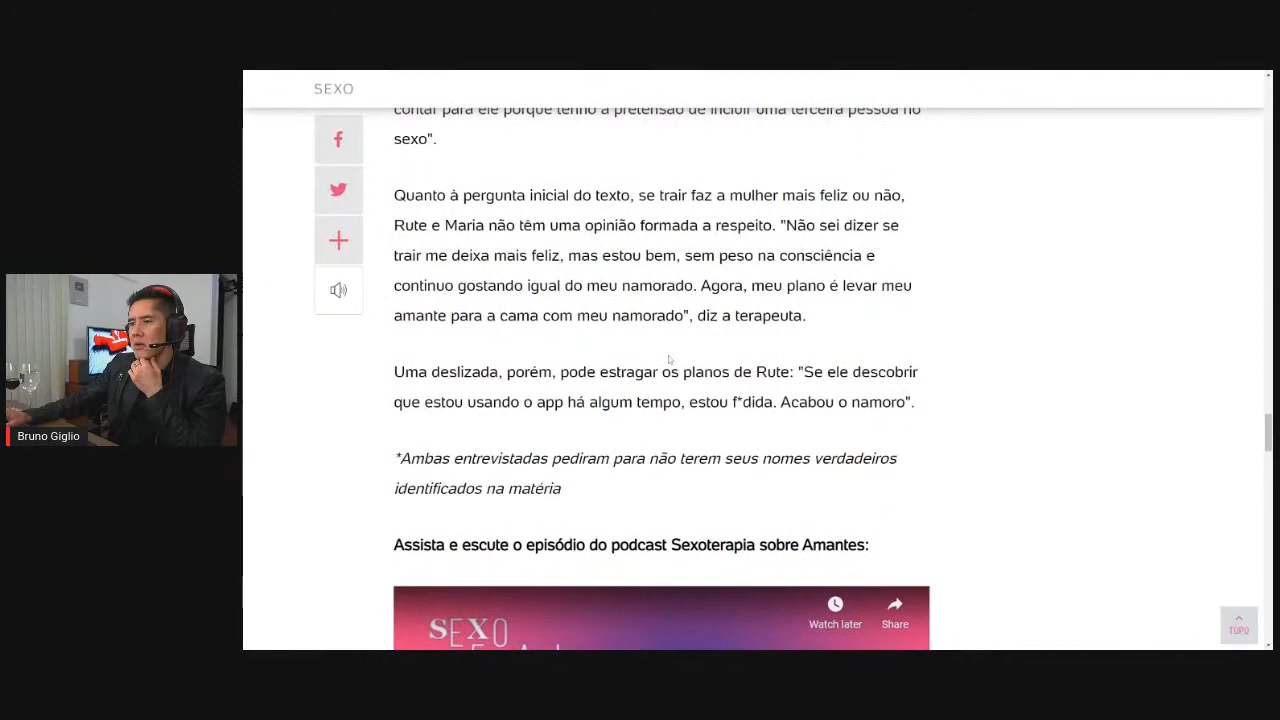 SEXO
contar para ele porque tenho a pretensão de incluir uma terceira pessoa no
sexo".
Quanto à pergunta inicial do texto, se trair faz a mulher mais feliz ou não,
Rute e Maria não têm uma opinião formada a respeito. "Não sei dizer se
trair me deixa mais feliz, mas estou bem, sem peso na consciência e
continuo gostando igual do meu namorado. Agora, meu plano é levar meu
amante para a cama com meu namorado", diz a terapeuta.
Uma deslizada, porém, pode estragar os planos de Rute: "Se ele descobrir
que estou usando o app há algum tempo, estou f*dida. Acabou o namoro".
*Ambas entrevistadas pediram para não terem seus nomes verdadeiros
identificados na matéria
Assista e escute o episódio do podcast Sexoterapia sobre Amantes:
Watch later
Share
SEXO
TOPO
Bruno Giglio